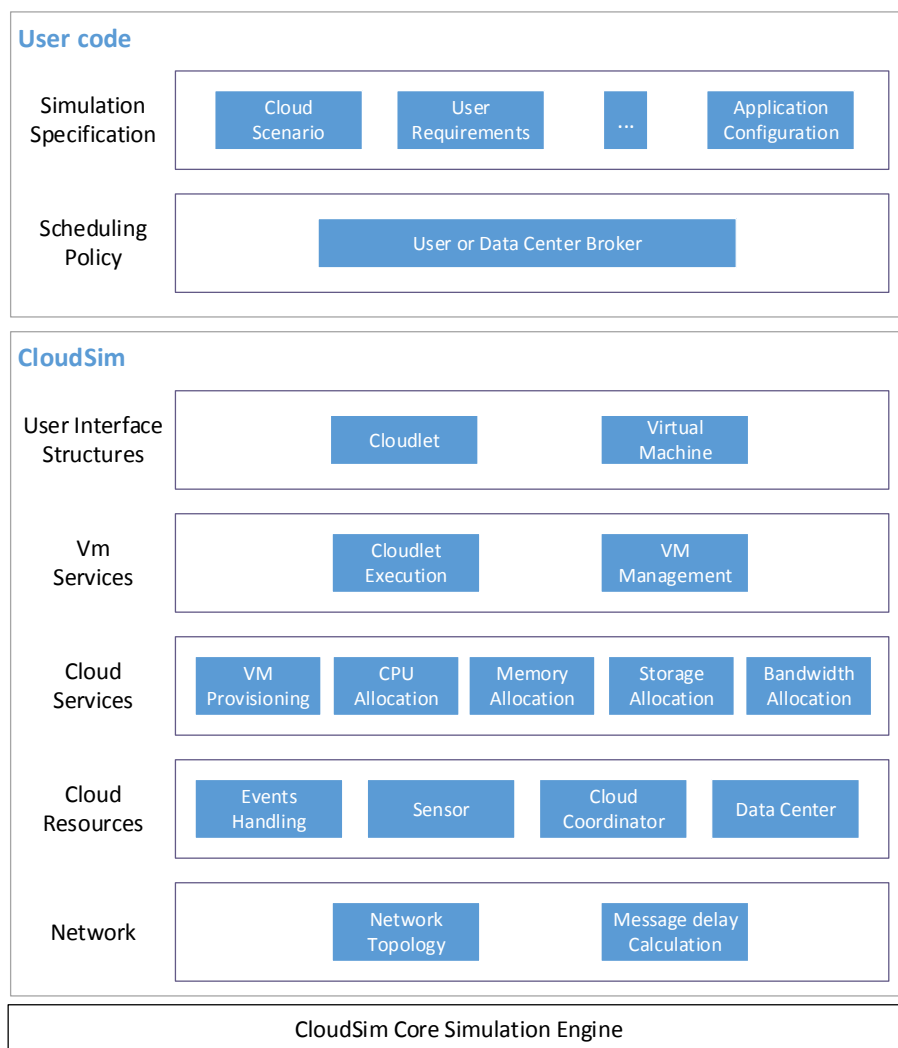 User code
Simulation
Specification
Cloud
Scenario
User
Requirements
...
Application
Configuration
Scheduling
Policy
User or Data Center Broker
CloudSim
User Interface
Structures
Cloudlet
Virtual
Machine
Vm
Services
Cloudlet
Execution
VM
Management
Cloud
Services
VM
Provisioning
CPU
Allocation
Memory
Allocation
Storage
Allocation
Bandwidth
Allocation
Cloud
Resources
Events
Handling
Sensor
Cloud
Coordinator
Data Center
Network
Network
Topology
Message delay
Calculation
CloudSim Core Simulation Engine